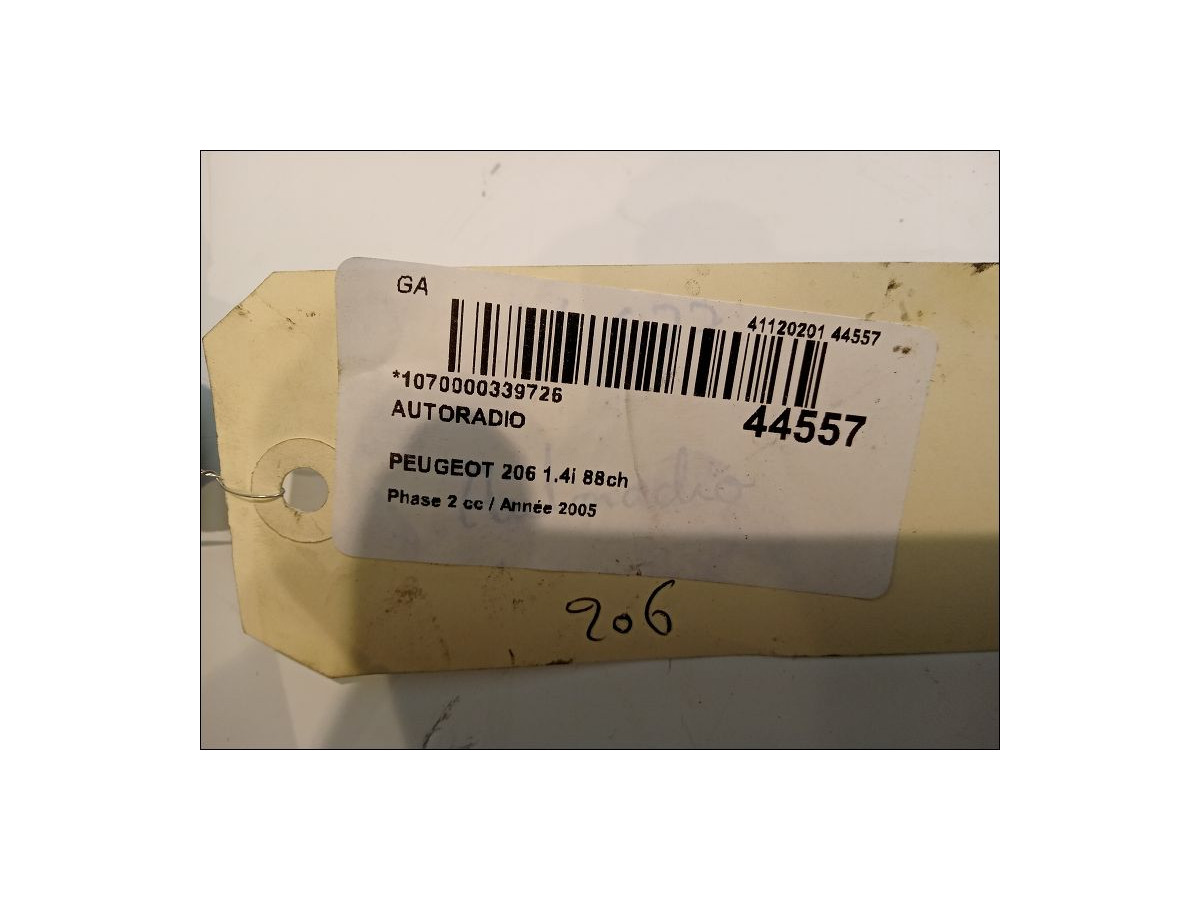 GA
41120201 44557
*1070000339726
44557
AUTORADIO
PEUGEOT 206 1.4i 88ch
Phase 2 cc / Année 2005
206